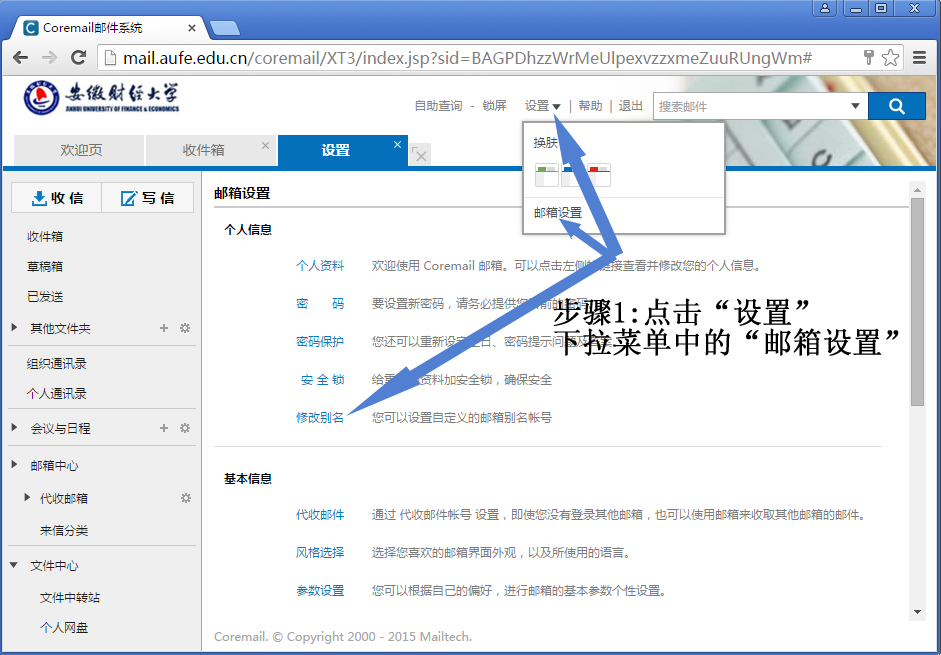 Coremail邮件系统
mail.aufe.edu.cn/coremail/XT3/index.jsp?sid=BAGPDhzzWrMeUlpexvzzxmeZuuRUngWm#
安徽财经大学
ANHUI UNIVERSITY OF FINANCE & ECONOMICS
自助查询 - 锁屏 设置 | 帮助 | 退出 搜索邮件
欢迎页 收件箱 设置
换肤
邮箱设置
收信 写信
收件箱
草稿箱
已发送
其他文件夹
组织通讯录
个人通讯录
会议与日程
邮箱中心
代收邮箱
来信分类
文件中心
文件中转站
个人网盘
邮箱设置
个人信息
个人资料 欢迎使用 Coremail 邮箱。可以点击左侧 链接查看并修改您的个人信息。
密 码 要设置新密码，请务必提供您 前的密码
密码保护 您还可以重新设 日、密码提示问
安全锁 给 资料加安全锁，确保安全
修改别名 您可以设置自定义的邮箱别名帐号
步骤1:点击“设置”
下拉菜单中的“邮箱设置”
基本信息
代收邮件 通过 代收邮件帐号 设置，即使您没有登录其他邮箱，也可以使用邮箱来收取其他邮箱的邮件。
风格选择 选择您喜欢的邮箱界面外观，以及所使用的语言。
参数设置 您可以根据自己的偏好，进行邮箱的基本参数个性设置。
Coremail. © Copyright 2000 - 2015 Mailtech.